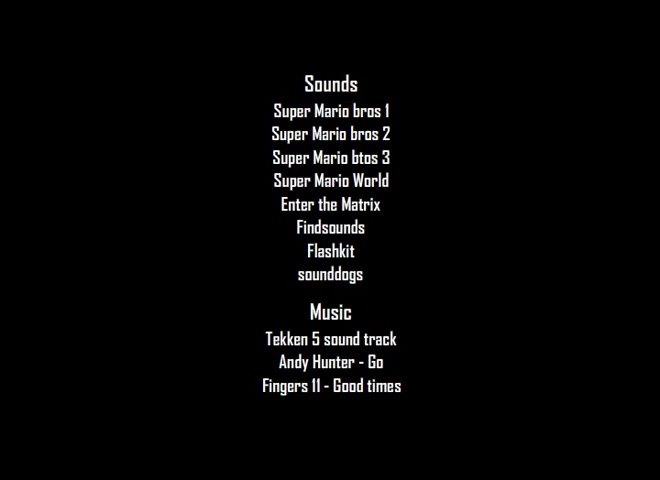 Sounds
Super Mario bros 1
Super Mario bros 2
Super Mario btos 3
Super Mario World
Enter the Matrix
Findsounds
Flashkit
sounddogs
Music
Tekken 5 sound track
Andy Hunter - Go
Fingers 11 - Good times